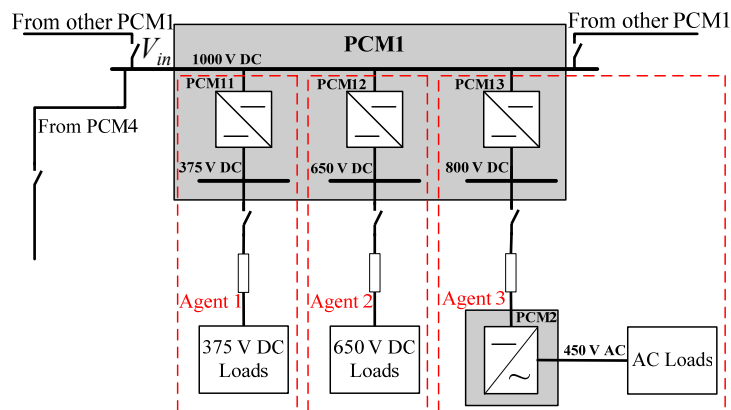 From other PCM1
From other PCM1
PCM1
Vin
1000 V DC
PCM11
PCM12
PCM13
From PCM4
375 V DC
650 V DC
800 V DC
Agent 1
Agent 2
Agent 3
PCM2
375 V DC
Loads
650 V DC
Loads
450 V AC
AC Loads